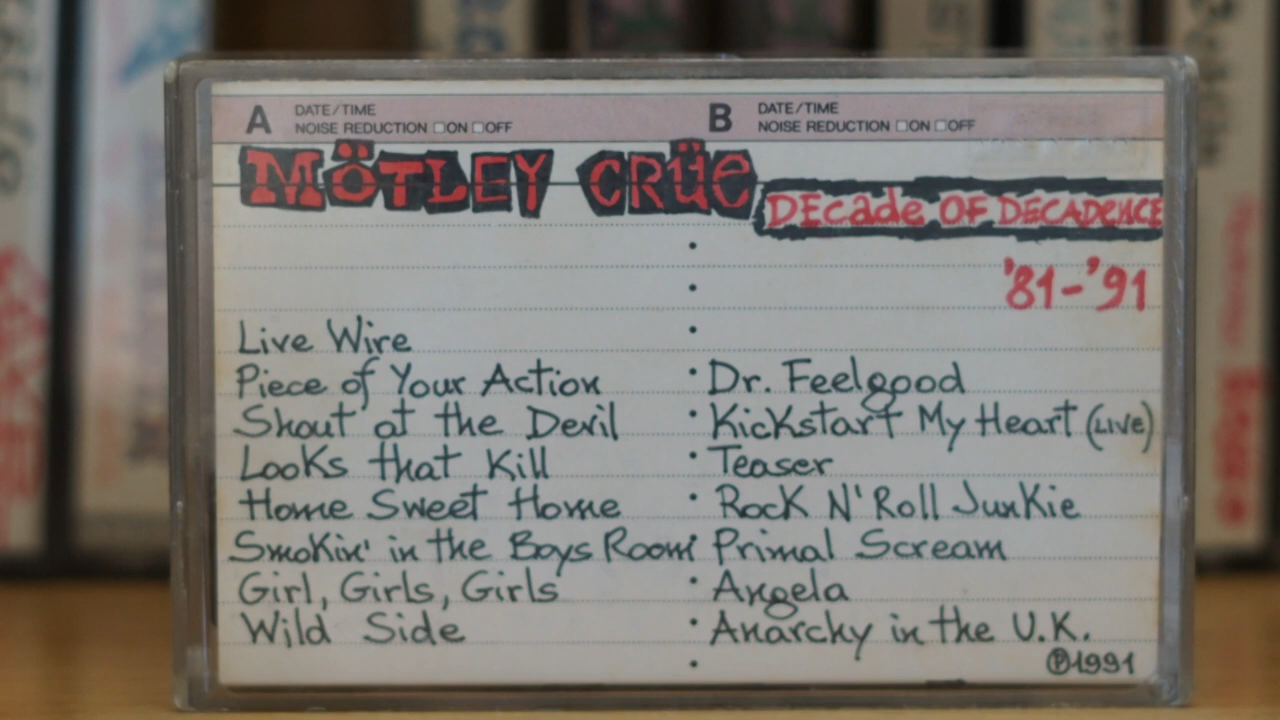 A DATE/TIME
NOISE REDUCTION □ON □OFF
B DATE/TIME
NOISE REDUCTION □ON □OFF
MÖTLEY CRÜE
DECADE OF DECADENCE
'81-'91
Live Wire
Piece of Your Action
Shout at the Devil
Looks that Kill
Home Sweet Home
Smokin' in the Boys Room
Girl, Girls, Girls
Wild Side
Dr. Feelgood
Kickstart My Heart (LIVE)
Teaser
Rock N' Roll Junkie
Primal Scream
Angela
Anarchy in the U.K.
℗1991